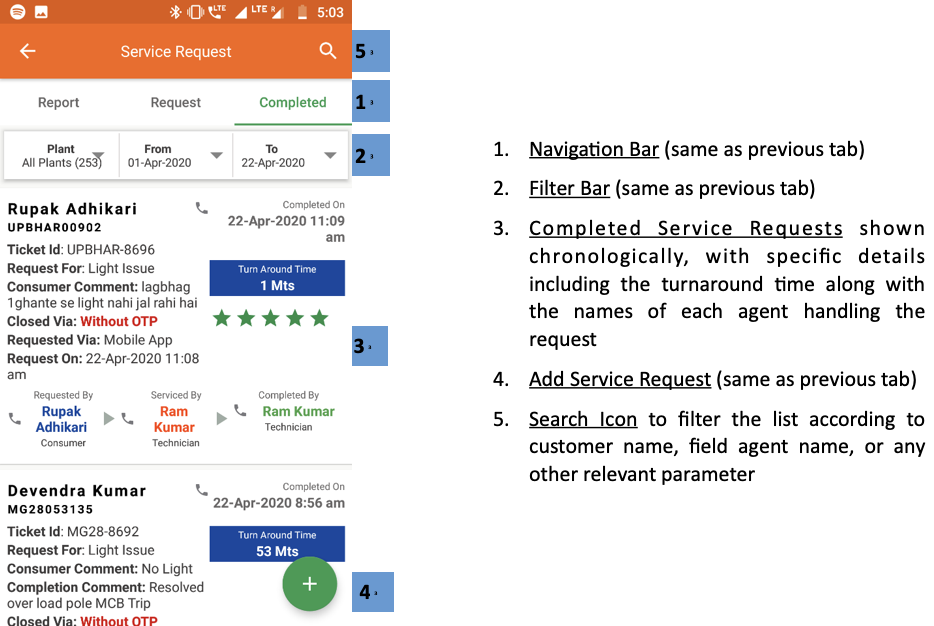 LTE LTE R 5:03
Service Request
5 3
Report Request Completed
1 3
Plant From To
All Plants (253) 01-Apr-2020 22-Apr-2020
2 3
Rupak Adhikari
UPBHAR00902
Completed On
22-Apr-2020 11:09
am
Ticket Id: UPBHAR-8696
Request For: Light Issue
Consumer Comment: lagbhag
1ghante se light nahi jal rahi hai
Closed Via: Without OTP
Requested Via: Mobile App
Request On: 22-Apr-2020 11:08
am
Turn Around Time
1 Mts
3 3
Requested By Serviced By Completed By
Rupak Ram Ram Kumar
Adhikari Kumar Technician
Consumer Technician
Devendra Kumar
MG28053135
Completed On
22-Apr-2020 8:56 am
Ticket Id: MG28-8692
Request For: Light Issue
Consumer Comment: No Light
Completion Comment: Resolved
over load pole MCB Trip
Closed Via: Without OTP
Turn Around Time
53 Mts
+
4 3
1. Navigation Bar (same as previous tab)
2. Filter Bar (same as previous tab)
3. Completed Service Requests shown
chronologically, with specific details
including the turnaround time along with
the names of each agent handling the
request
4. Add Service Request (same as previous tab)
5. Search Icon to filter the list according to
customer name, field agent name, or any
other relevant parameter